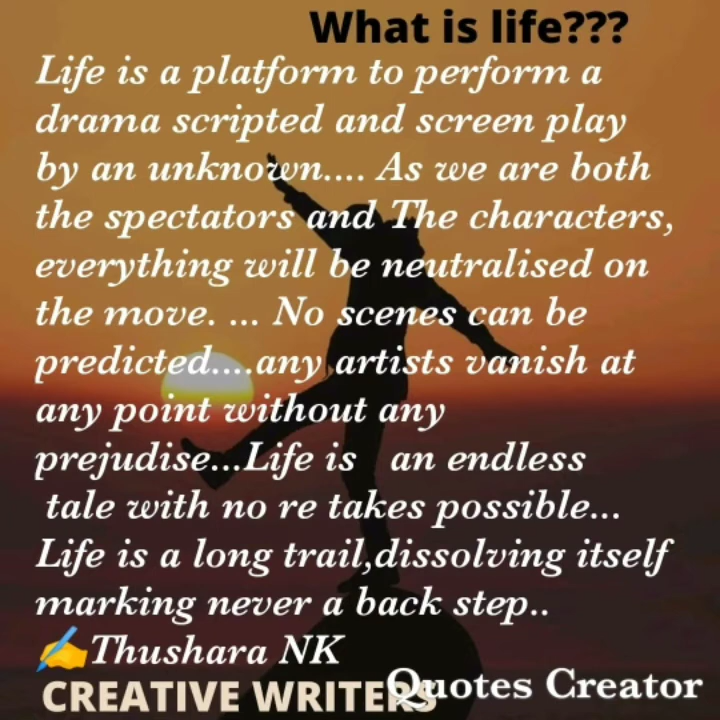 What is life???
Life is a platform to perform a
drama scripted and screen play
by an unknown.... As we are both
the spectators and The characters,
everything will be neutralised on
the move. ... No scenes can be
predicted....any artists vanish at
any point without any
prejudise...Life is an endless
tale with no re takes possible...
Life is a long trail,dissolving itself
marking never a back step..
✍️Thushara NK
CREATIVE WRITERS
Quotes Creator